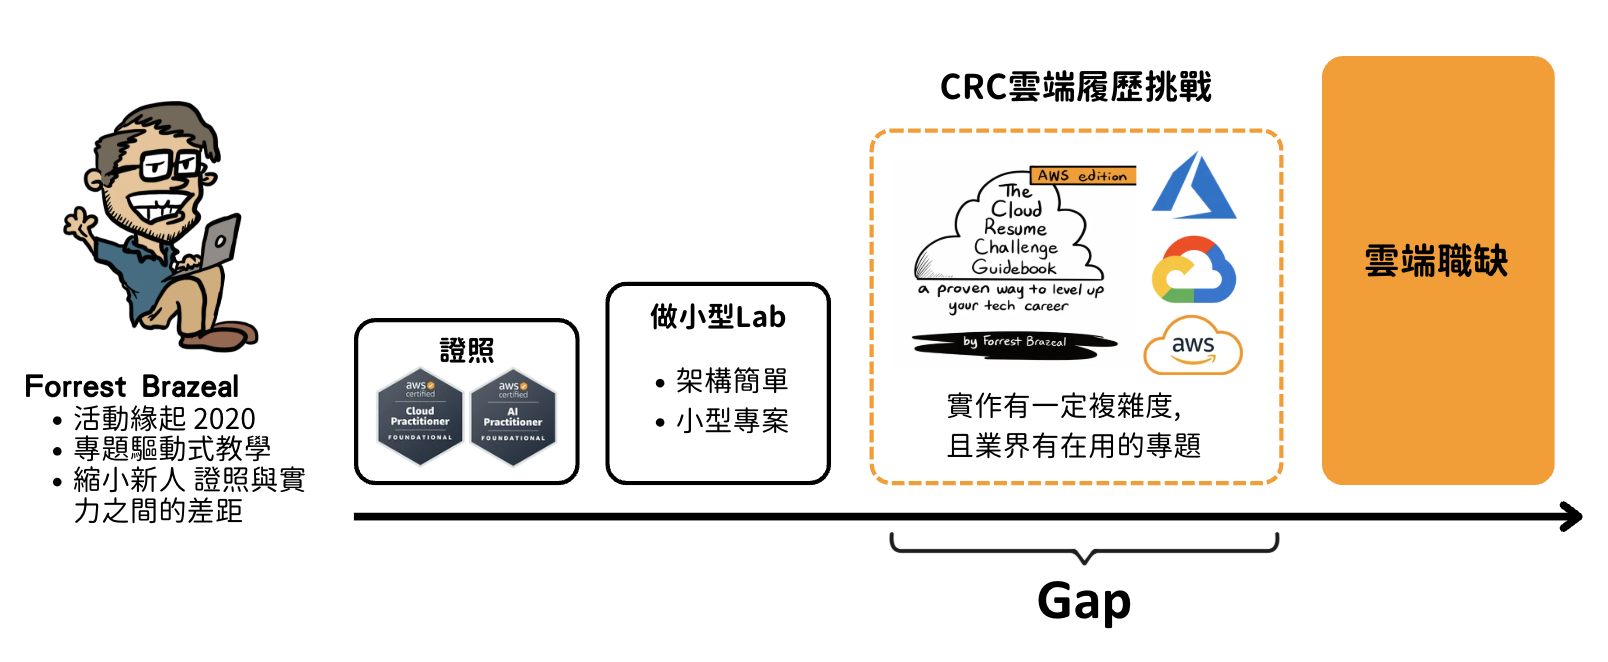 Forrest Brazeal
活動緣起 2020
專題驅動式教學
縮小新人 證照與實
力之間的差距
證照
aws
certified
Cloud
Practitioner
FOUNDATIONAL
aws
certified
AI
Practitioner
FOUNDATIONAL
做小型Lab
架構簡單
小型專案
CRC雲端履歷挑戰
AWS edition
The
Cloud
Resume
Challenge
Guidebook
a proven way to level up
your tech career
by Forrest Brazeal
aws
實作有一定複雜度,
且業界有在用的專題
雲端職缺
Gap